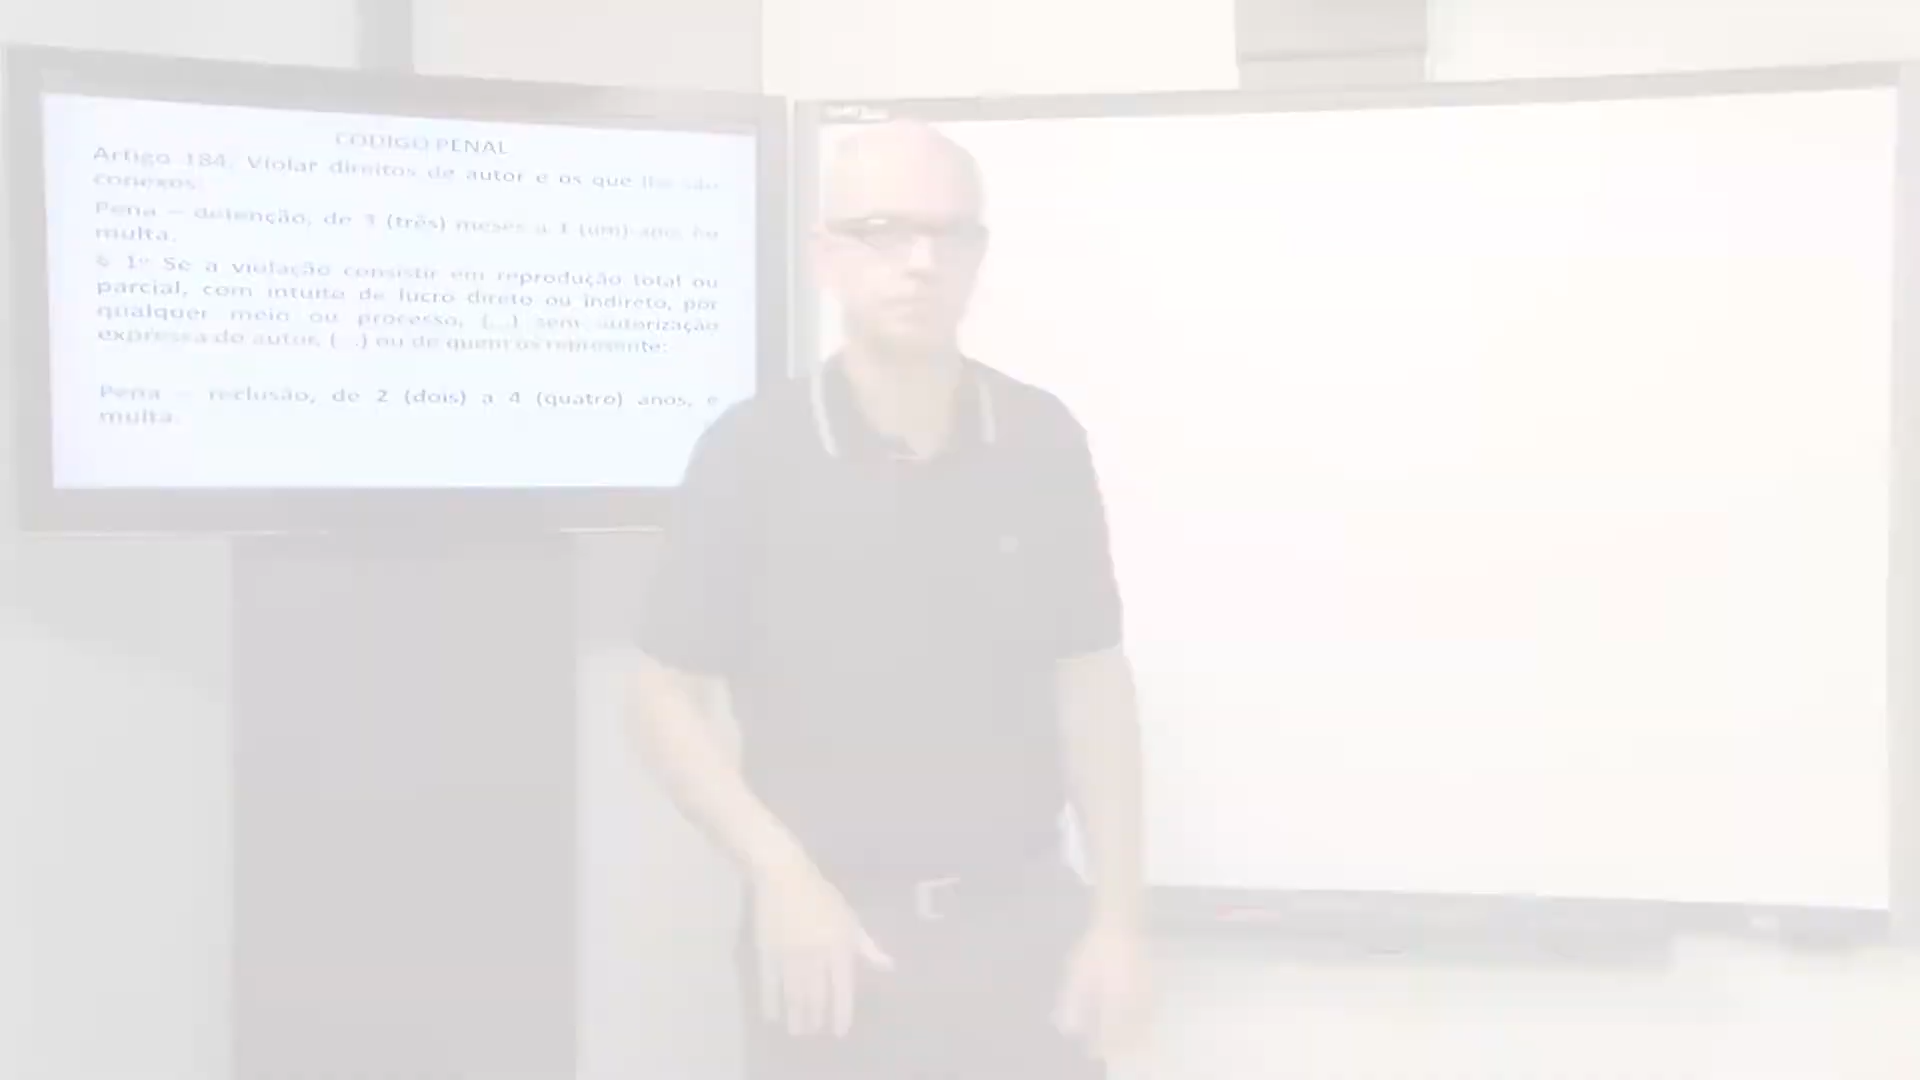 CÓDIGO PENAL
Artigo 184. Violar direitos de autor e os que lhe são
conexos:
Pena – detenção, de 3 (três) meses a 1 (um) ano, ou
multa.
§ 1º Se a violação consistir em reprodução total ou
parcial, com intuito de lucro direto ou indireto, por
qualquer meio ou processo, (...) sem autorização
expressa do autor, (...) ou de quem os represente:
Pena – reclusão, de 2 (dois) a 4 (quatro) anos, e
multa.